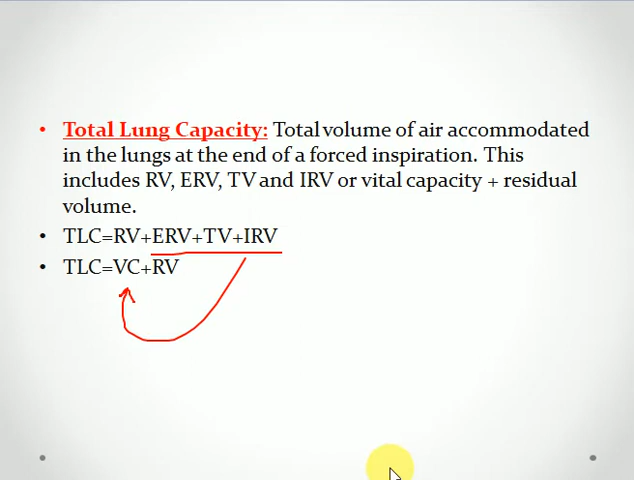 • Total Lung Capacity: Total volume of air accommodated
in the lungs at the end of a forced inspiration. This
includes RV, ERV, TV and IRV or vital capacity + residual
volume.
• TLC=RV+ERV+TV+IRV
• TLC=VC+RV